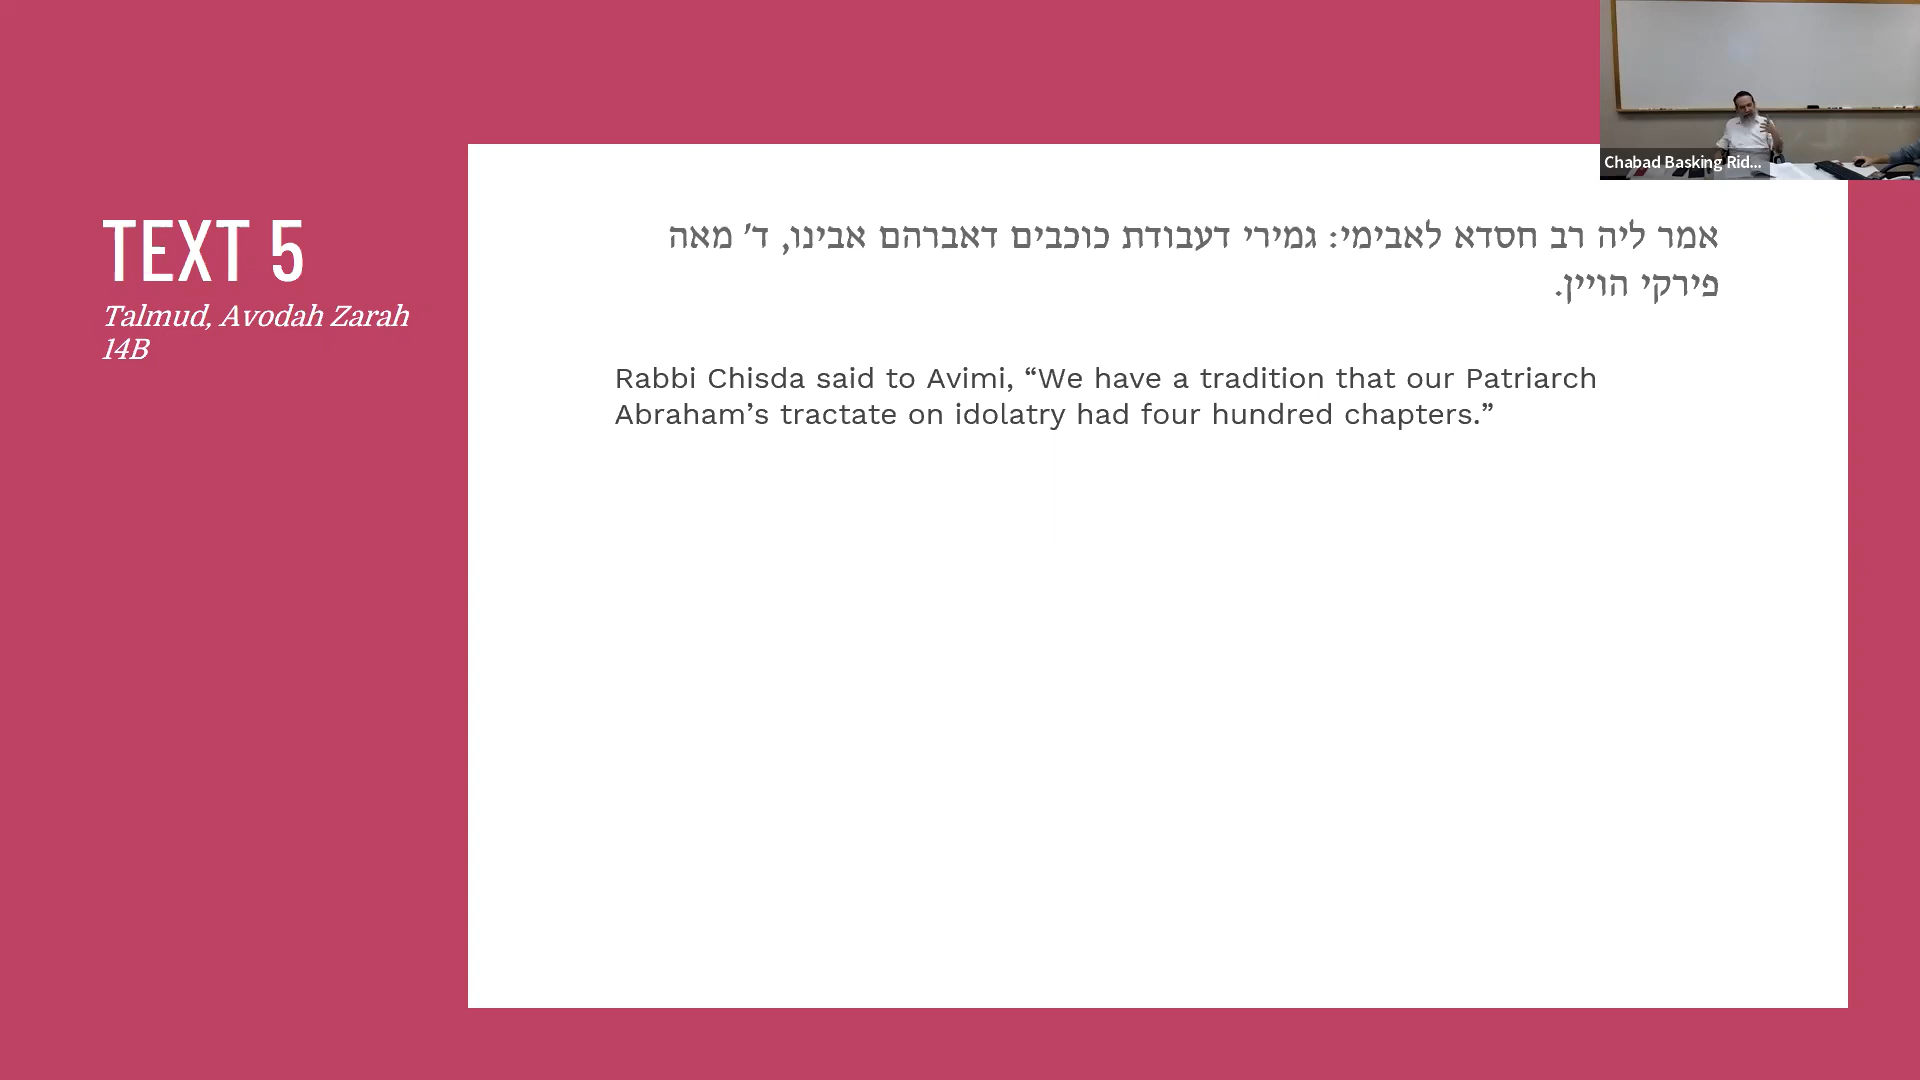 TEXT 5
Talmud, Avodah Zarah
14B
אמר ליה רב חסדא לאבימי: גמירי דעבודת כוכבים דאברהם אבינו, ד׳ מאה
פירקי הויין.
Rabbi Chisda said to Avimi, “We have a tradition that our Patriarch
Abraham’s tractate on idolatry had four hundred chapters.”
Chabad Basking Rid...